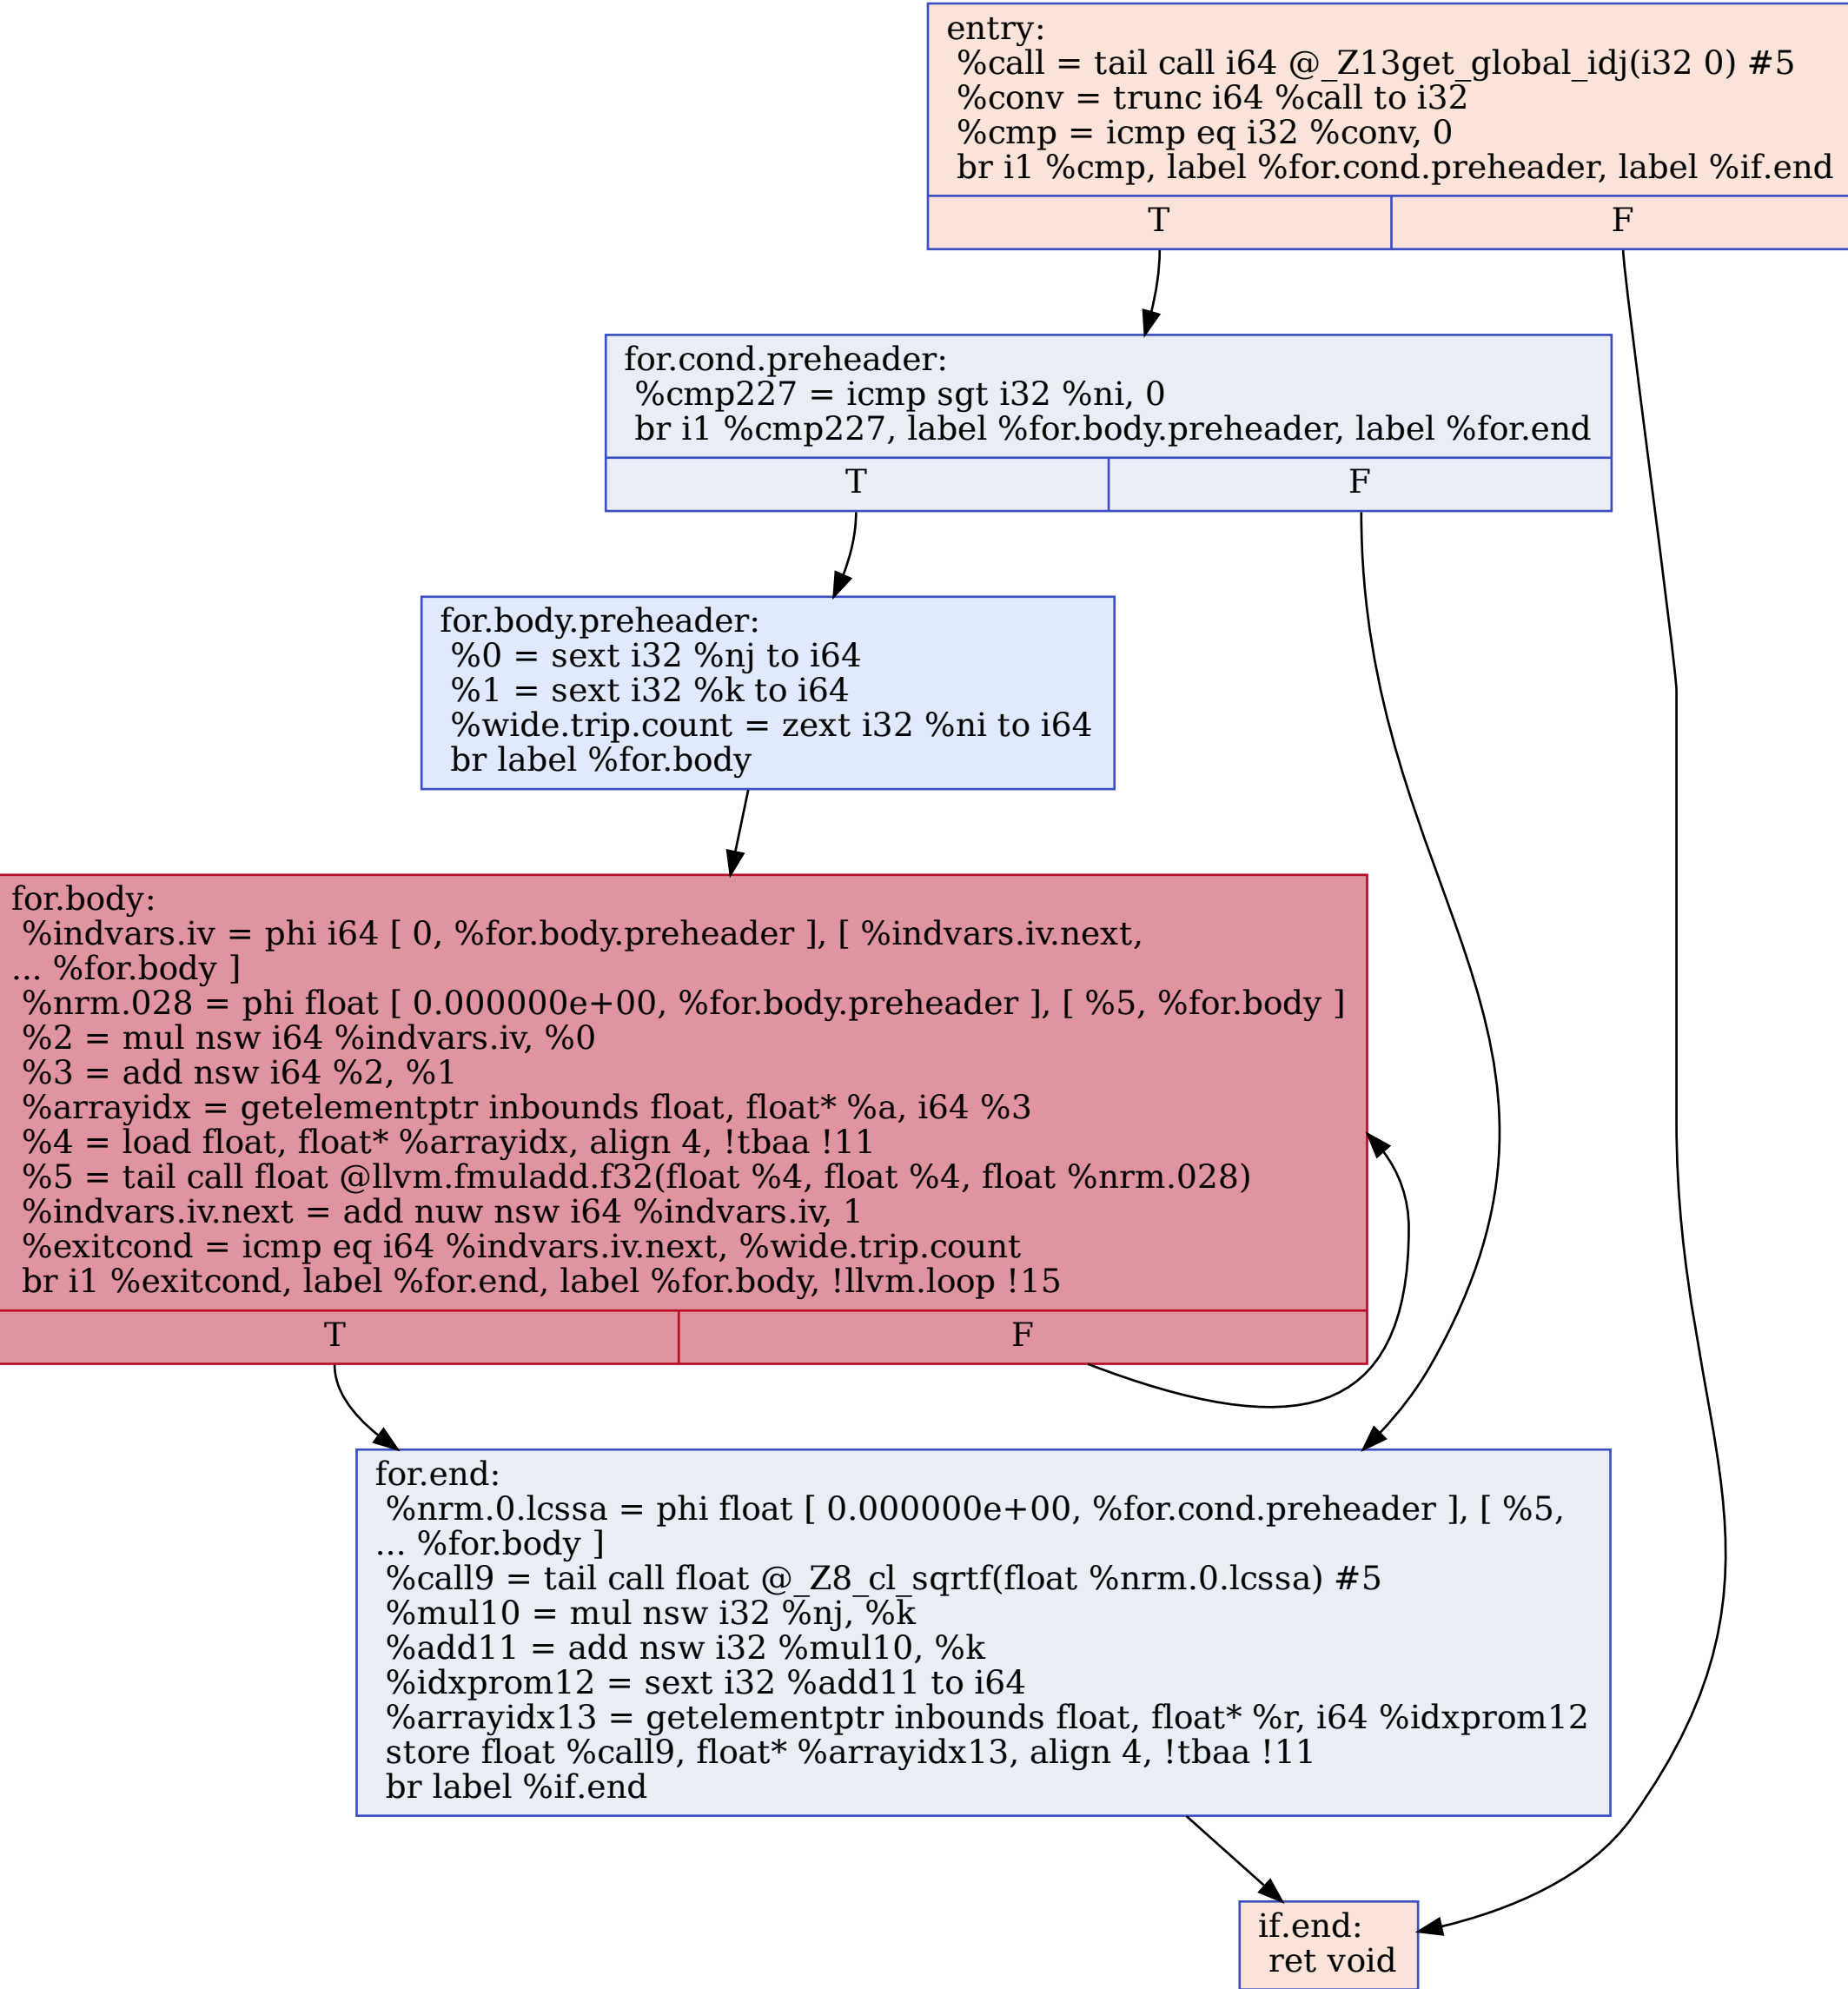 entry:
%call = tail call i64 @_Z13get_global_idj(i32 0) #5
%conv = trunc i64 %call to i32
%cmp = icmp eq i32 %conv, 0
br i1 %cmp, label %for.cond.preheader, label %if.end
T
F
for.cond.preheader:
%cmp227 = icmp sgt i32 %ni, 0
br i1 %cmp227, label %for.body.preheader, label %for.end
T
F
for.body.preheader:
%0 = sext i32 %nj to i64
%1 = sext i32 %k to i64
%wide.trip.count = zext i32 %ni to i64
br label %for.body
for.body:
%indvars.iv = phi i64 [ 0, %for.body.preheader ], [ %indvars.iv.next,
... %for.body ]
%nrm.028 = phi float [ 0.000000e+00, %for.body.preheader ], [ %5, %for.body ]
%2 = mul nsw i64 %indvars.iv, %0
%3 = add nsw i64 %2, %1
%arrayidx = getelementptr inbounds float, float* %a, i64 %3
%4 = load float, float* %arrayidx, align 4, !tbaa !11
%5 = tail call float @llvm.fmuladd.f32(float %4, float %4, float %nrm.028)
%indvars.iv.next = add nuw nsw i64 %indvars.iv, 1
%exitcond = icmp eq i64 %indvars.iv.next, %wide.trip.count
br i1 %exitcond, label %for.end, label %for.body, !llvm.loop !15
T
F
for.end:
%nrm.0.lcssa = phi float [ 0.000000e+00, %for.cond.preheader ], [ %5,
... %for.body ]
%call9 = tail call float @_Z8_cl_sqrtf(float %nrm.0.lcssa) #5
%mul10 = mul nsw i32 %nj, %k
%add11 = add nsw i32 %mul10, %k
%idxprom12 = sext i32 %add11 to i64
%arrayidx13 = getelementptr inbounds float, float* %r, i64 %idxprom12
store float %call9, float* %arrayidx13, align 4, !tbaa !11
br label %if.end
if.end:
ret void